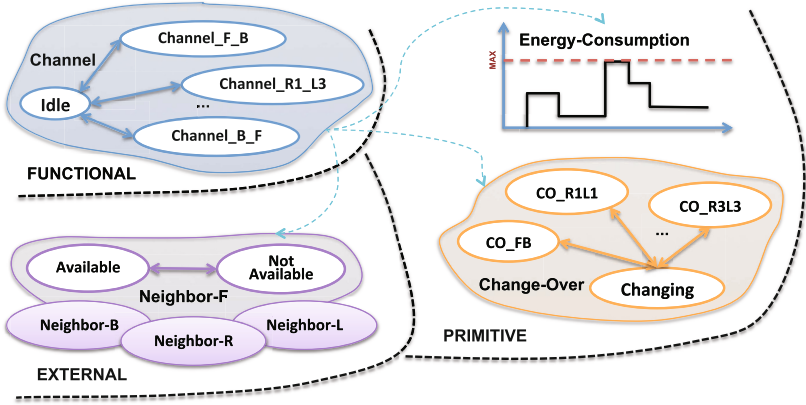 Channel_F_B
Channel
Channel_R1_L3
Idle
...
Channel_B_F
FUNCTIONAL
Energy-Consumption
MAX
CO_R1L1
CO_R3L3
...
CO_FB
Change-Over
Changing
PRIMITIVE
Available
Not
Available
Neighbor-F
Neighbor-B
Neighbor-L
Neighbor-R
EXTERNAL